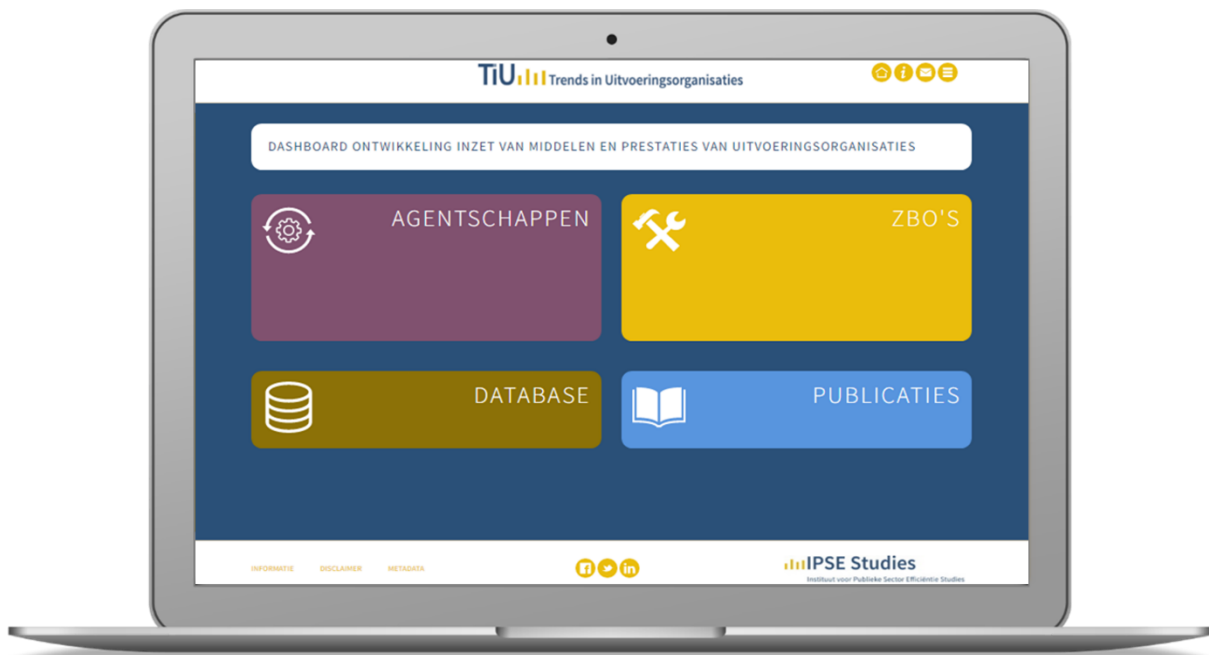 TiU Trends in Uitvoeringsorganisaties
DASHBOARD ONTWIKKELING INZET VAN MIDDELEN EN PRESTATIES VAN UITVOERINGSORGANISATIES
AGENTSCHAPPEN
ZBO'S
DATABASE
PUBLICATIES
INFORMATIE DISCLAIMER METADATA
IPSE Studies
Instituut voor Publieke Sector Efficiëntie Studies